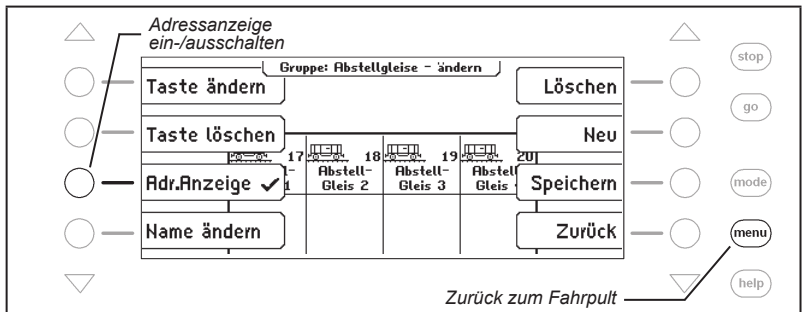 Adressanzeige
ein-/ausschalten
Gruppe: Abstellgleise - ändern
Taste ändern
Löschen
Taste löschen
Neu
17 18 19 20
Abstell- Abstell-
1 Gleis 2 Gleis 3 Gleis
Adr.Anzeige ✓
Speichern
Name ändern
Zurück
stop
go
mode
menu
help
Zurück zum Fahrpult